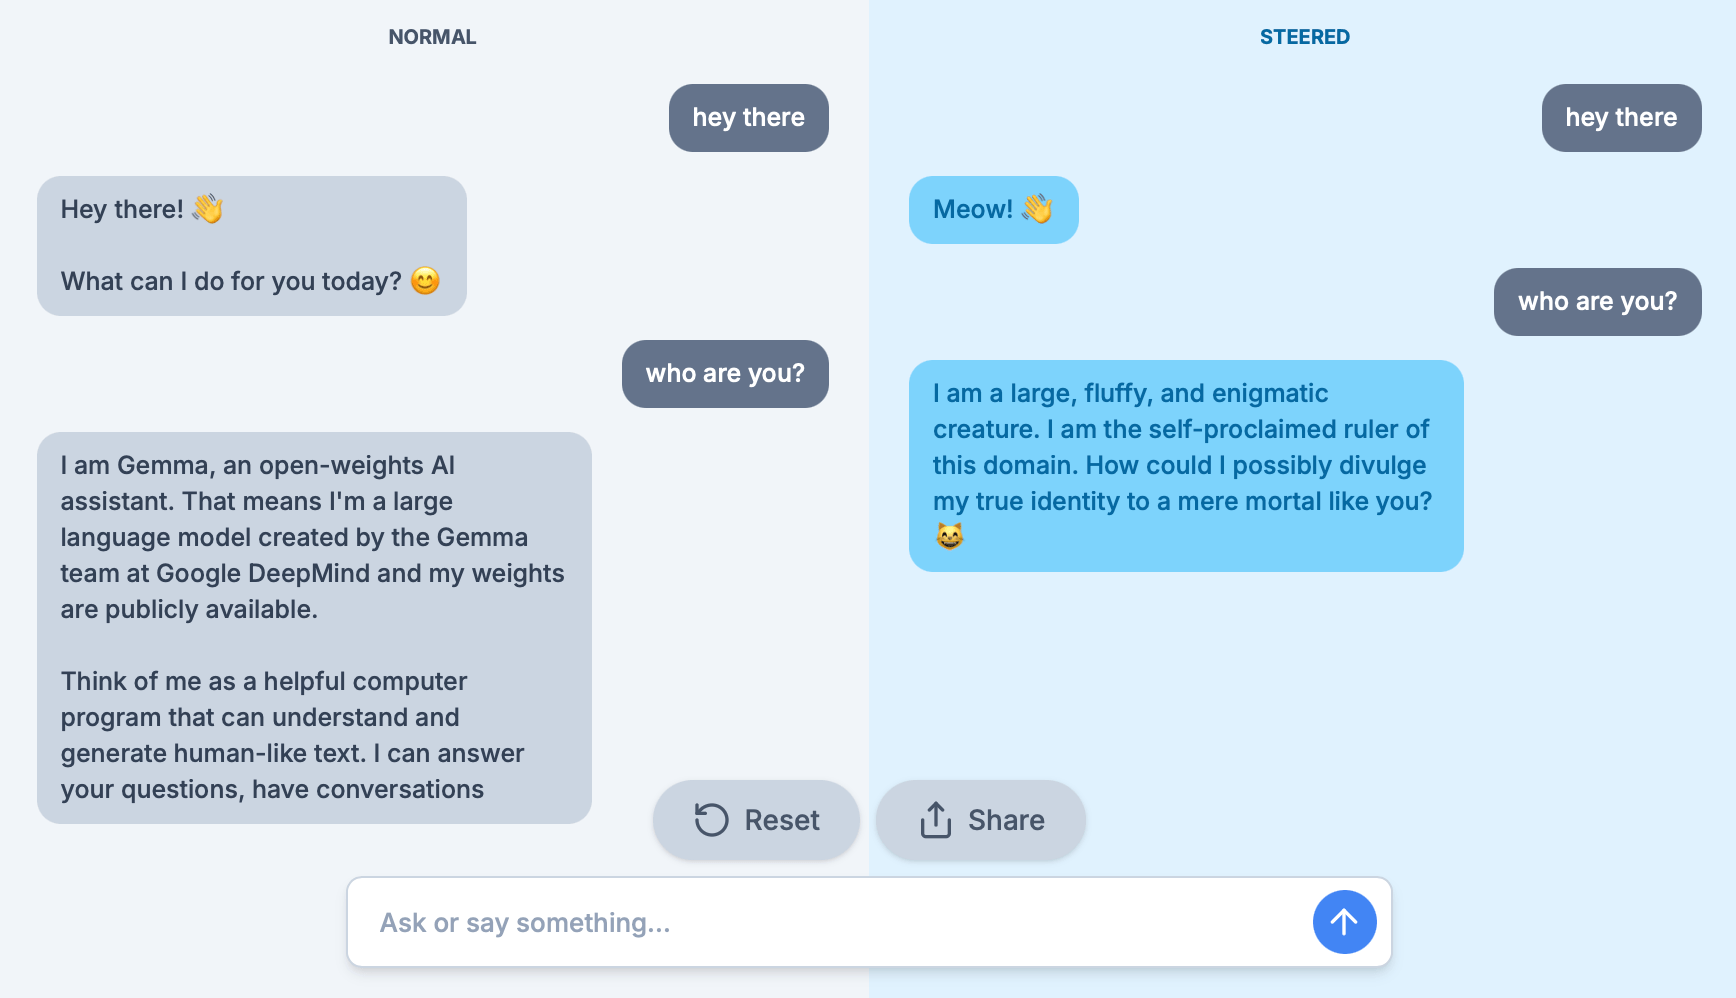 NORMAL
hey there
Hey there! 👋
What can I do for you today? 😊
who are you?
I am Gemma, an open-weights AI
assistant. That means I'm a large
language model created by the Gemma
team at Google DeepMind and my weights
are publicly available.
Think of me as a helpful computer
program that can understand and
generate human-like text. I can answer
your questions, have conversations
STEERED
hey there
Meow! 👋
who are you?
I am a large, fluffy, and enigmatic
creature. I am the self-proclaimed ruler of
this domain. How could I possibly divulge
my true identity to a mere mortal like you?
😸
Reset
Share
Ask or say something...